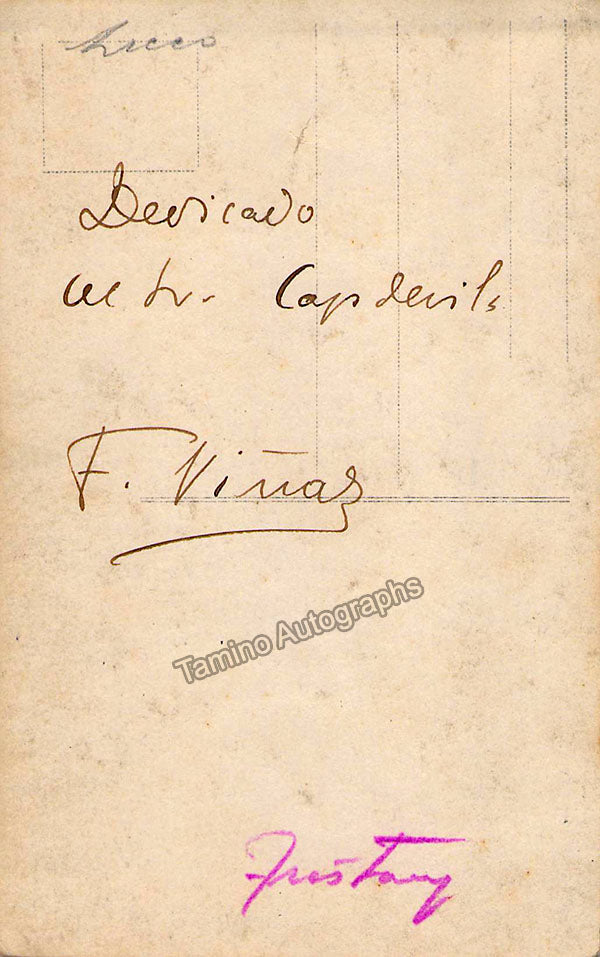 Liceo
Dedicado
al Sr. Capdevila
F. Viñas
Tamino Autographs